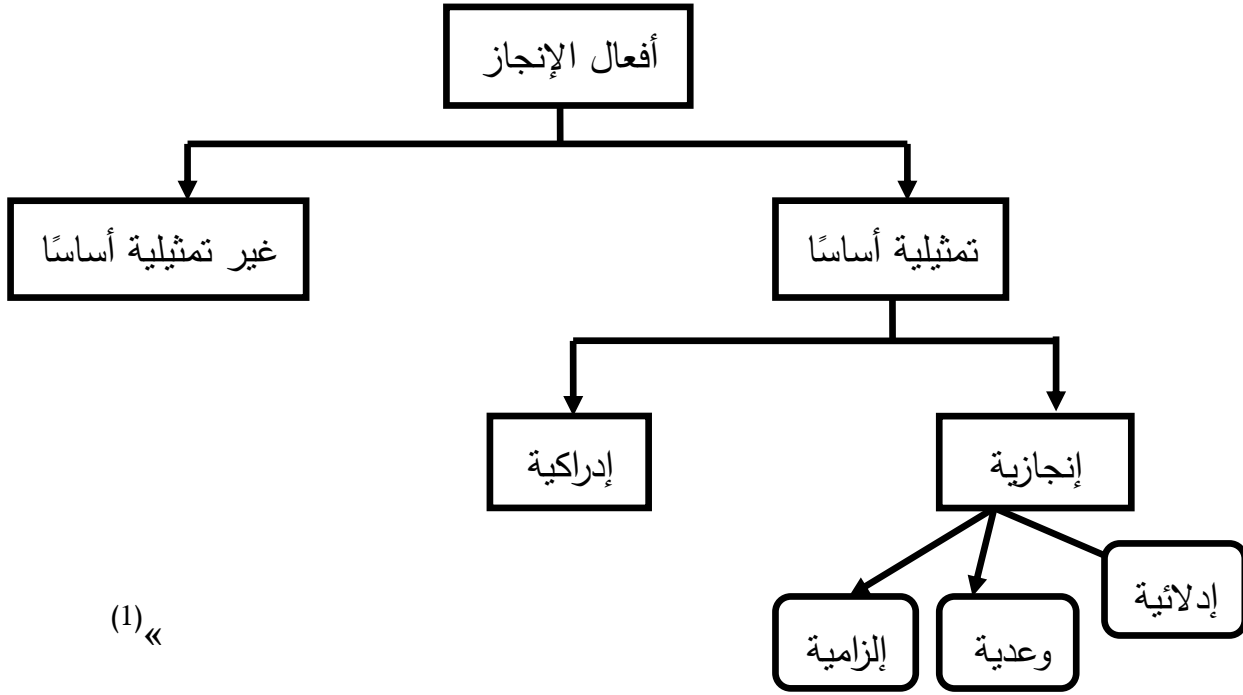 أفعال الإنجاز
تمثيلية أساسًا
غير تمثيلية أساسًا
إنجازية
إدراكية
إدلائية
وعدية
إلزامية
»(1)